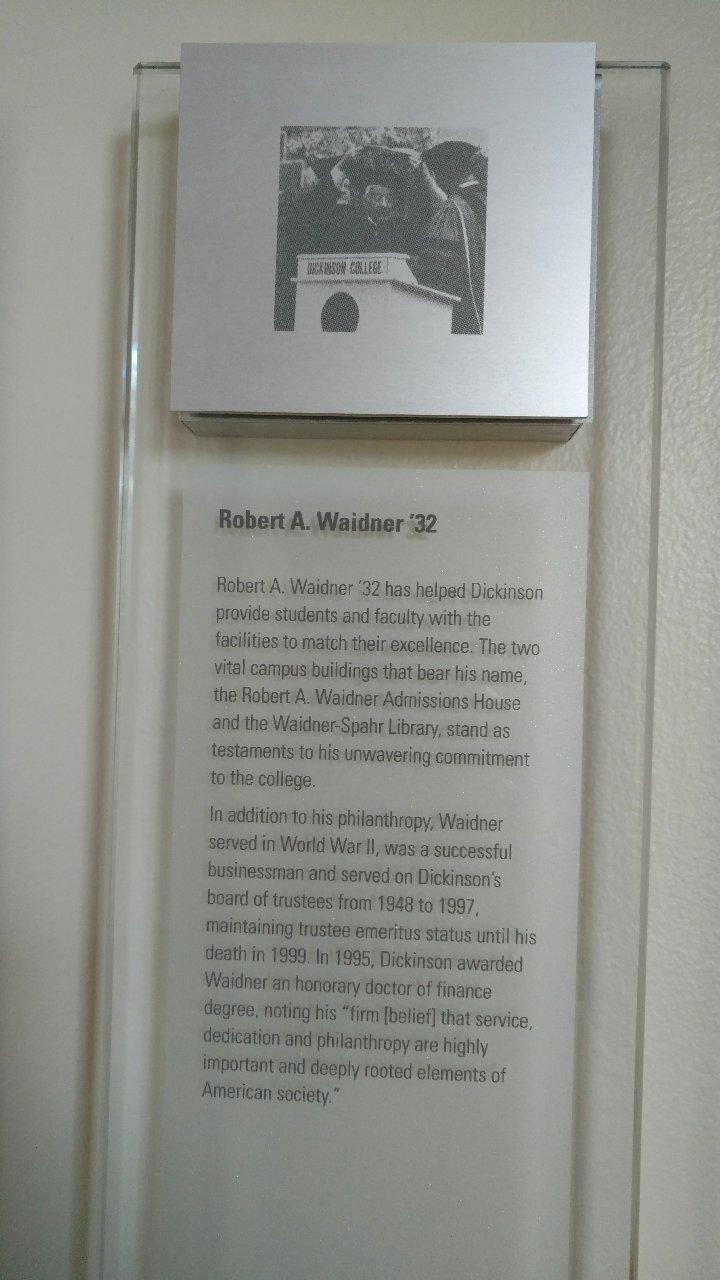 DICKINSON COLLEGE
Robert A. Waidner '32
Robert A. Waidner '32 has helped Dickinson
provide students and faculty with the
facilities to match their excellence. The two
vital campus buildings that bear his name,
the Robert A. Waidner Admissions House
and the Waidner-Spahr Library, stand as
testaments to his unwavering commitment
to the college.
In addition to his philanthropy, Waidner
served in World War II, was a successful
businessman and served on Dickinson's
board of trustees from 1948 to 1997,
maintaining trustee emeritus status until his
death in 1999. In 1995, Dickinson awarded
Waidner an honorary doctor of finance
degree, noting his “firm [belief] that service,
dedication and philanthropy are highly
important and deeply rooted elements of
American society.”